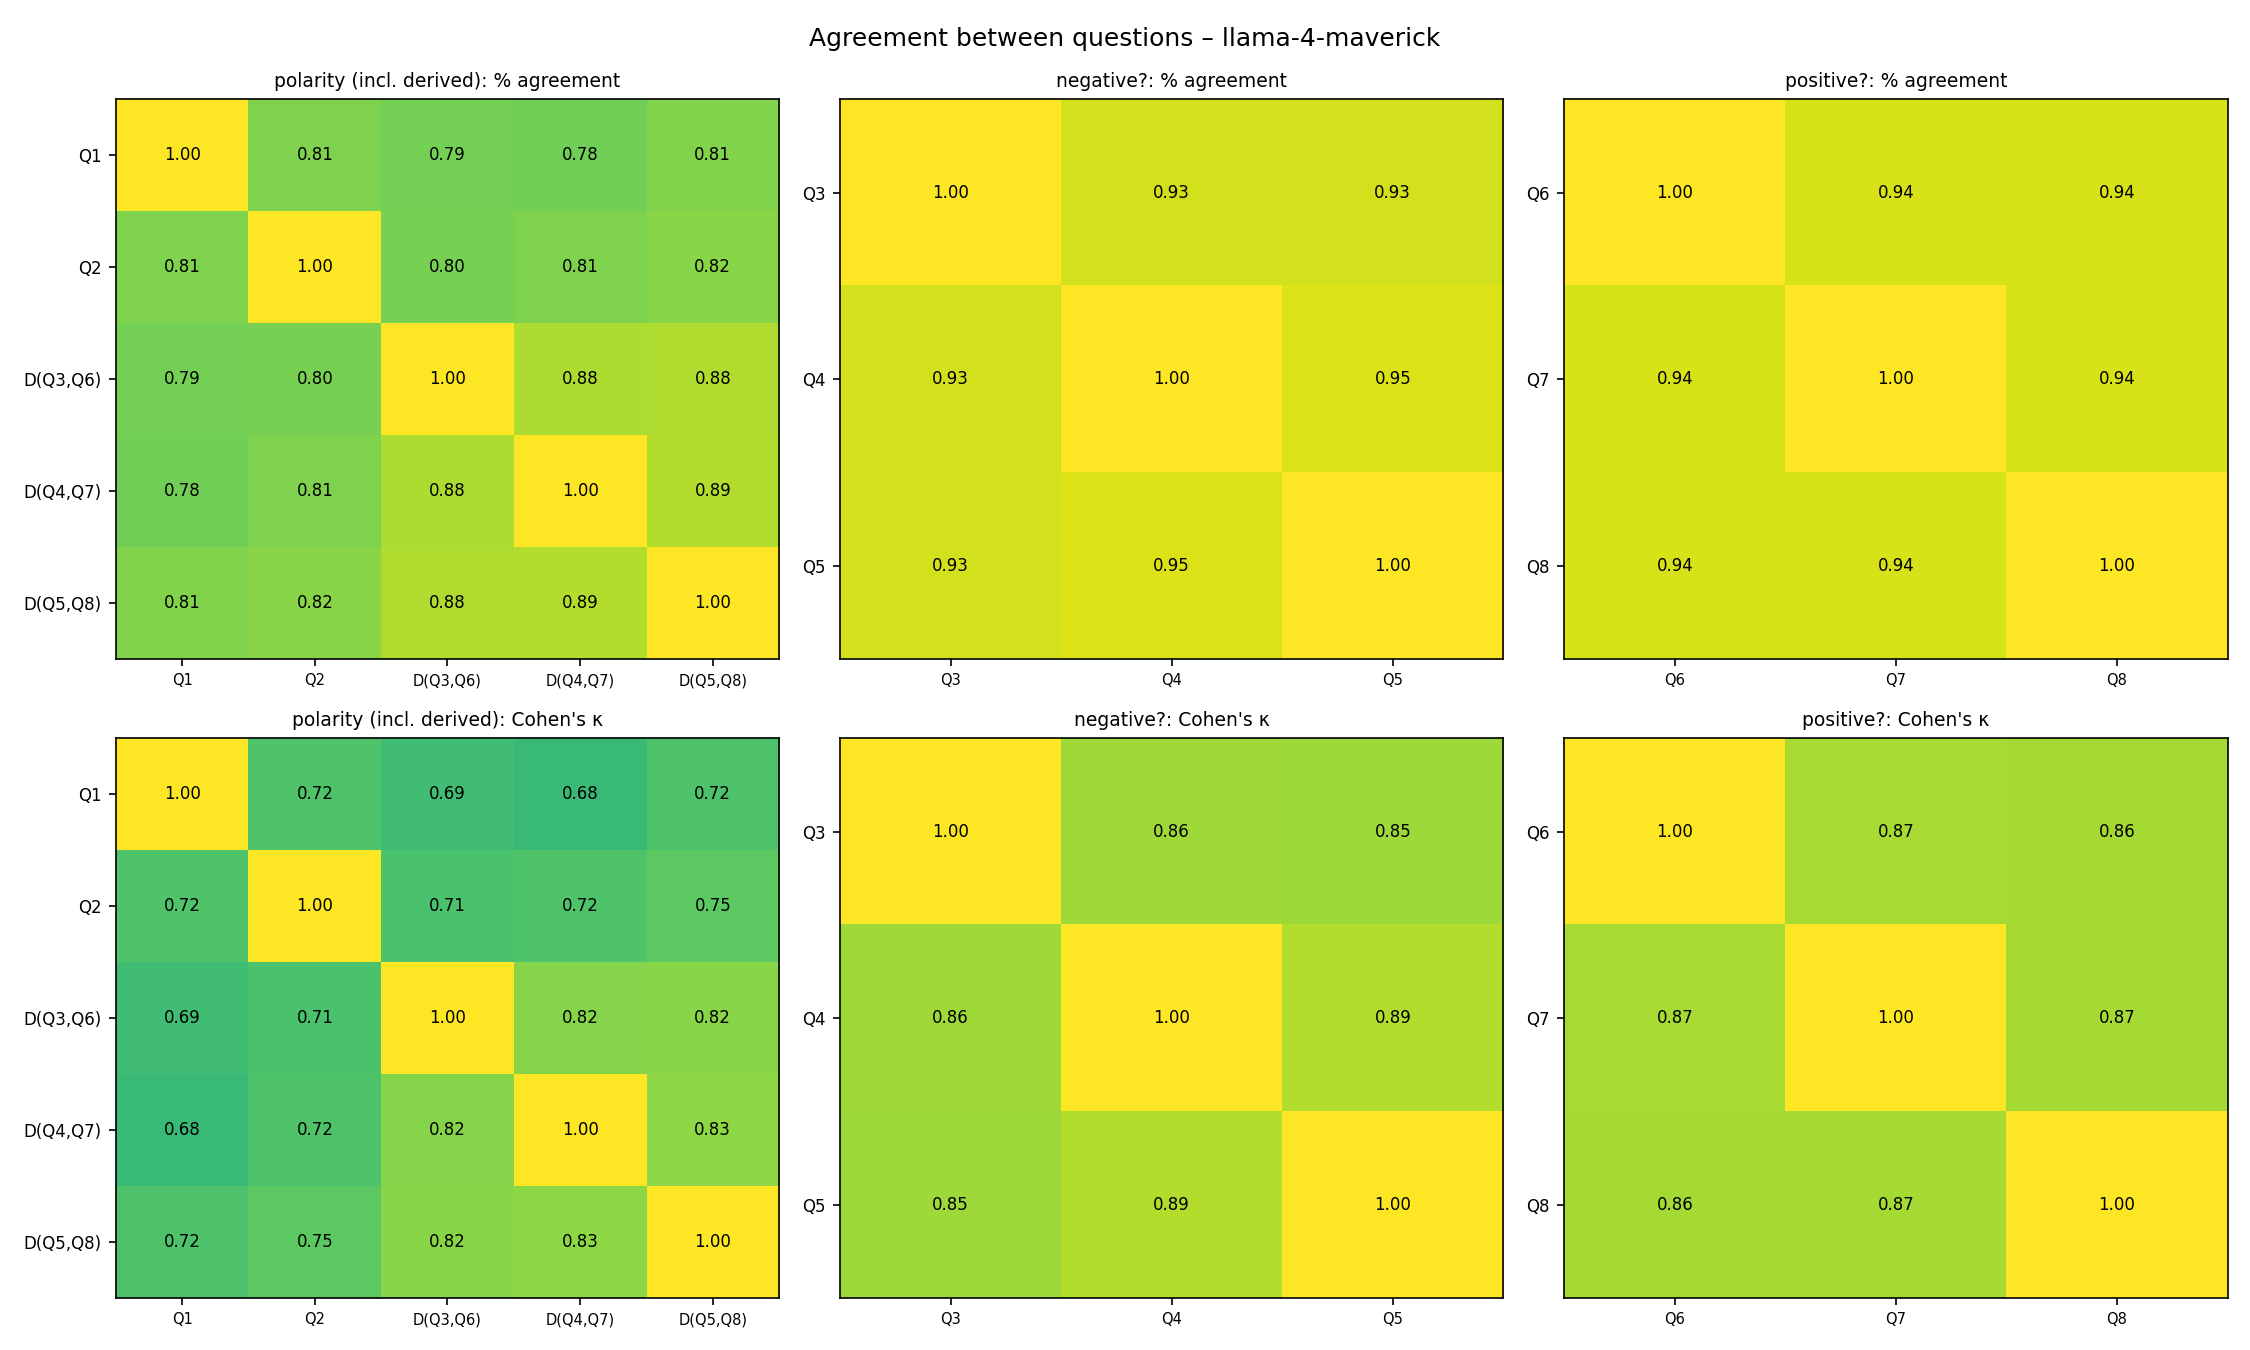 Agreement between questions – llama-4-maverick
polarity (incl. derived): % agreement
Q1 1.00 0.81 0.79 0.78 0.81
Q2 0.81 1.00 0.80 0.81 0.82
D(Q3,Q6) 0.79 0.80 1.00 0.88 0.88
D(Q4,Q7) 0.78 0.81 0.88 1.00 0.89
D(Q5,Q8) 0.81 0.82 0.88 0.89 1.00
Q1 Q2 D(Q3,Q6) D(Q4,Q7) D(Q5,Q8)
negative?: % agreement
Q3 1.00 0.93 0.93
Q4 0.93 1.00 0.95
Q5 0.93 0.95 1.00
Q3 Q4 Q5
positive?: % agreement
Q6 1.00 0.94 0.94
Q7 0.94 1.00 0.94
Q8 0.94 0.94 1.00
Q6 Q7 Q8
polarity (incl. derived): Cohen's κ
Q1 1.00 0.72 0.69 0.68 0.72
Q2 0.72 1.00 0.71 0.72 0.75
D(Q3,Q6) 0.69 0.71 1.00 0.82 0.82
D(Q4,Q7) 0.68 0.72 0.82 1.00 0.83
D(Q5,Q8) 0.72 0.75 0.82 0.83 1.00
Q1 Q2 D(Q3,Q6) D(Q4,Q7) D(Q5,Q8)
negative?: Cohen's κ
Q3 1.00 0.86 0.85
Q4 0.86 1.00 0.89
Q5 0.85 0.89 1.00
Q3 Q4 Q5
positive?: Cohen's κ
Q6 1.00 0.87 0.86
Q7 0.87 1.00 0.87
Q8 0.86 0.87 1.00
Q6 Q7 Q8